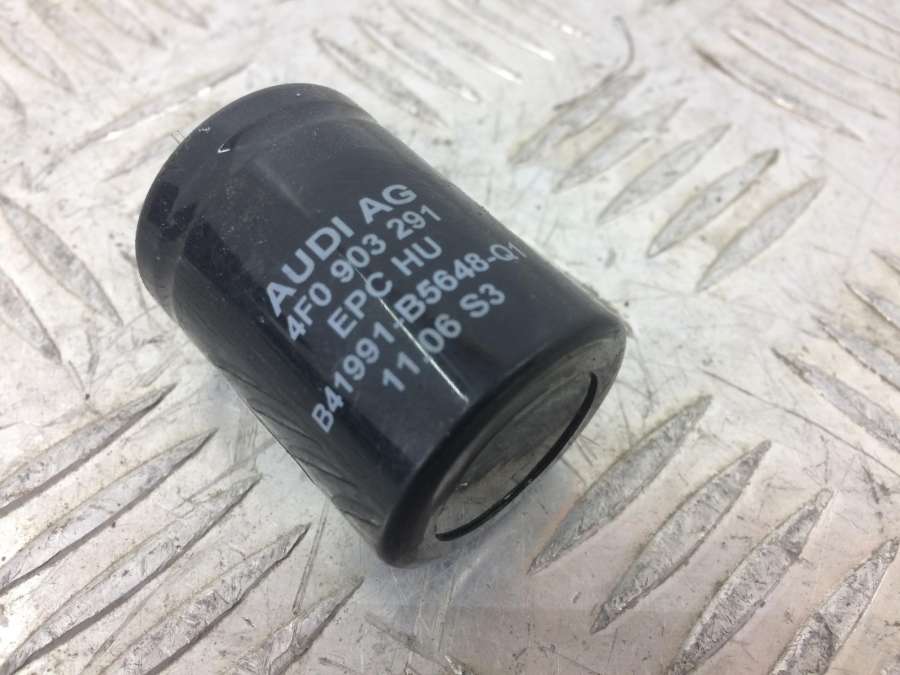 AUDI AG
4F0 903 291
EPC HU
B41991-B5648-Q1
11/06 S3